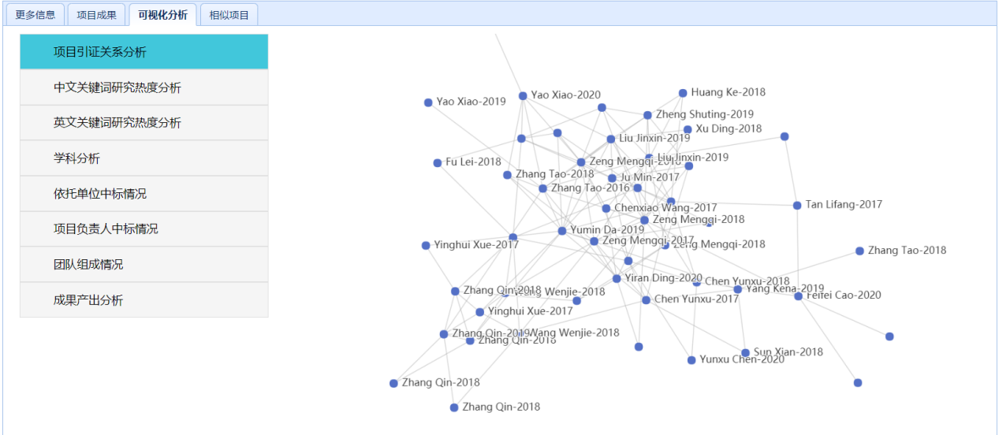 更多信息
项目成果
可视化分析
相似项目
项目引证关系分析
中文关键词研究热度分析
英文关键词研究热度分析
学科分析
依托单位中标情况
项目负责人中标情况
团队组成情况
成果产出分析
Yao Xiao-2019
Yao Xiao-2020
Huang Ke-2018
Zheng Shuting-2019
Xu Ding-2018
Liu Jinxin-2019
Liu Jinxin-2019
Fu Lei-2018
Zeng Mengqi-2018
Zhang Tao-2018
Ju Min-2017
Zhang Tao-2016
Chenxiao Wang-2017
Tan Lifang-2017
Zeng Mengqi-2018
Yumin Da-2019
Zeng Mengqi-2017
Zeng Mengqi-2018
Yinghui Xue-2017
Zhang Tao-2018
Yiran Ding-2020
Chen Yunxu-2018
Yang Kena-2019
Feifei Cao-2020
Zhang Qin-2018
Wang Wenjie-2018
Chen Yunxu-2017
Yinghui Xue-2017
Zhang Qin-2019
Wang Wenjie-2018
Zhang Qin-2018
Sun Xian-2018
Yunxu Chen-2020
Zhang Qin-2018
Zhang Qin-2018